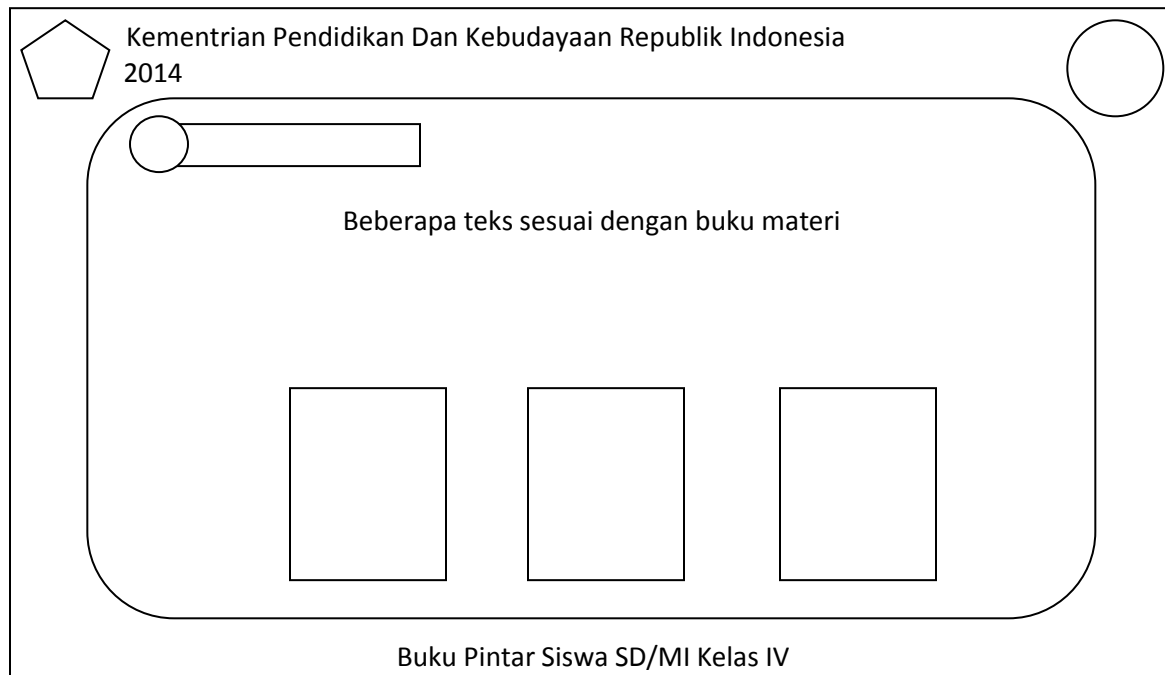 Kementrian Pendidikan Dan Kebudayaan Republik Indonesia
2014
Beberapa teks sesuai dengan buku materi
Buku Pintar Siswa SD/MI Kelas IV